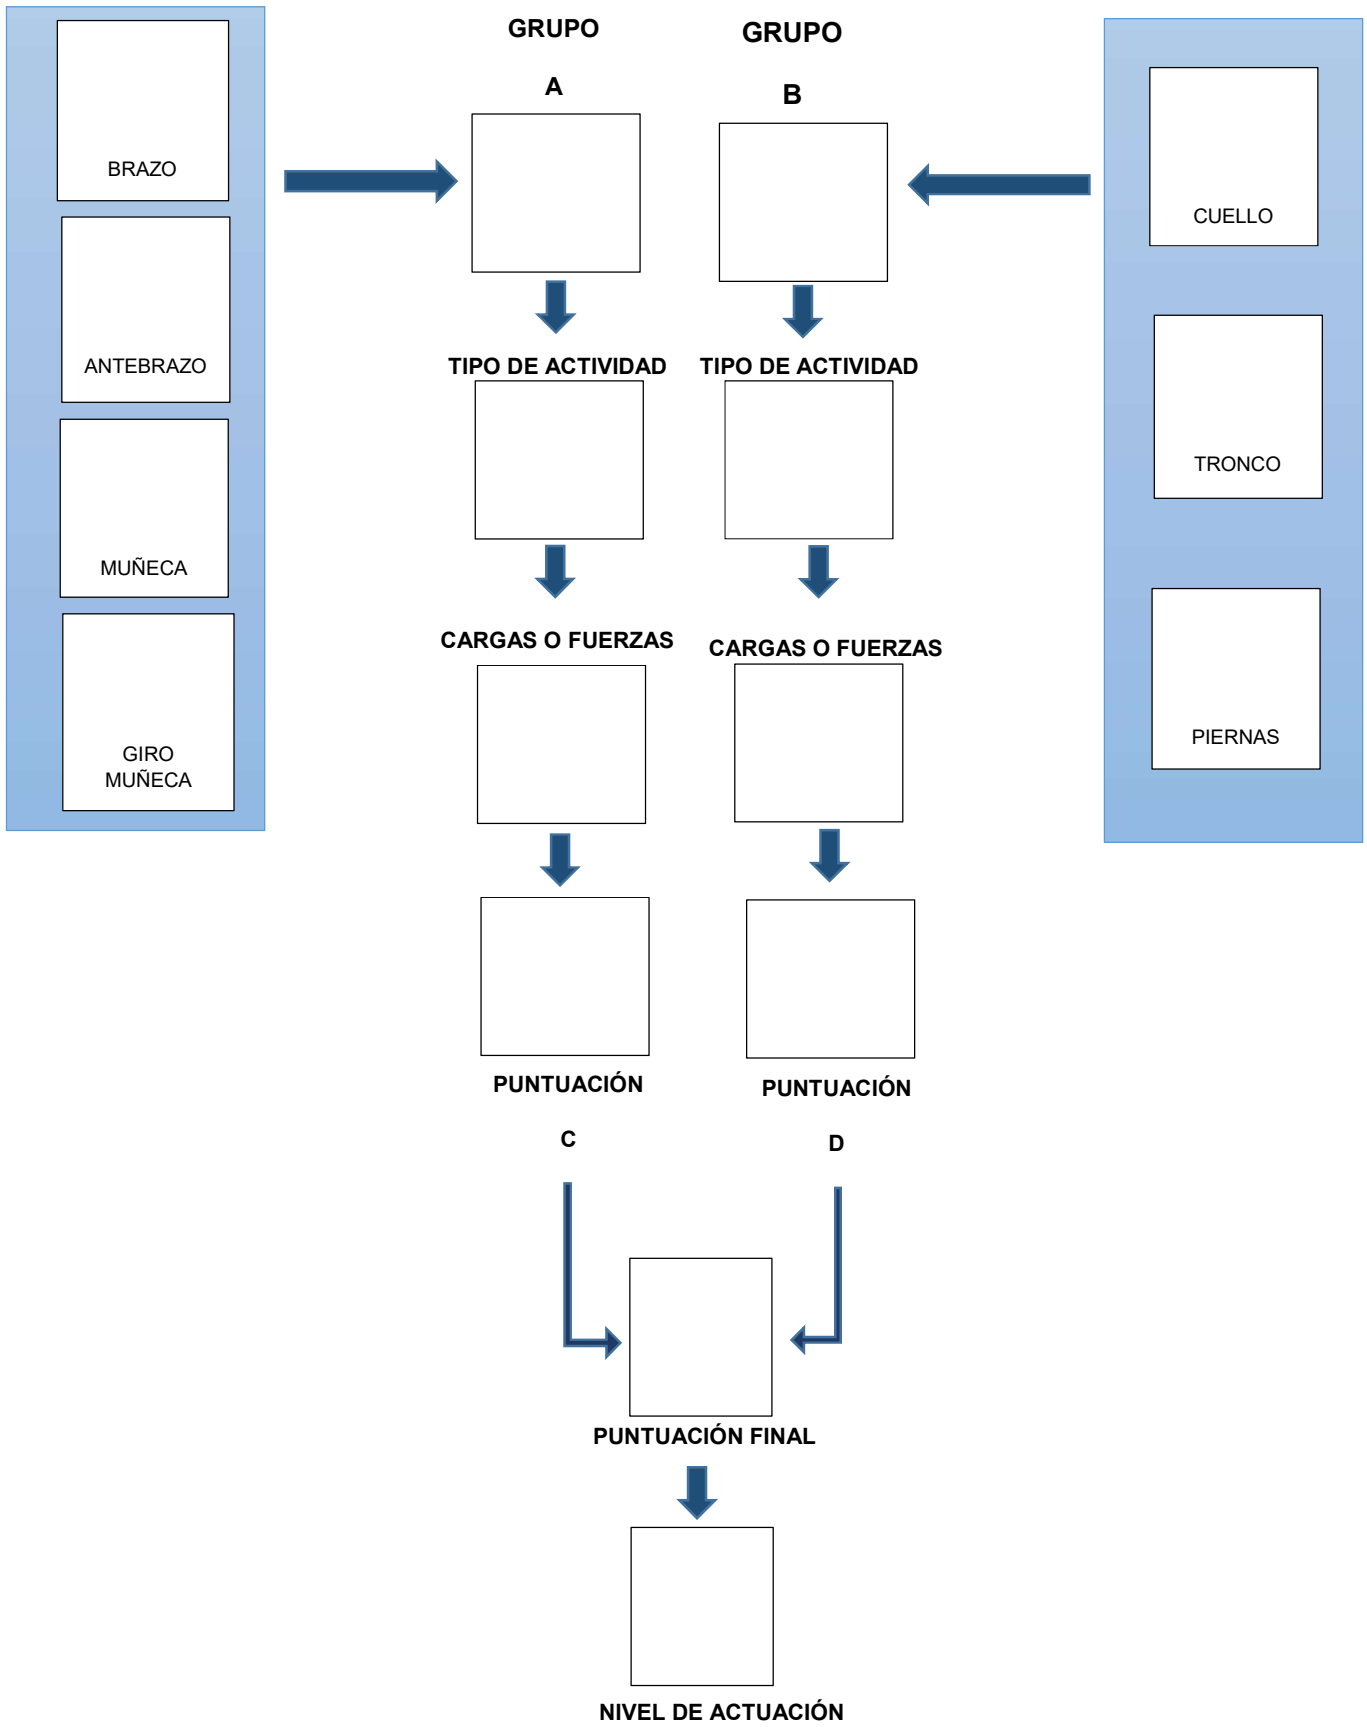 GRUPO
A
GRUPO
B
BRAZO
ANTEBRAZO
MUÑECA
GIRO
MUÑECA
CUELLO
TRONCO
PIERNAS
TIPO DE ACTIVIDAD
TIPO DE ACTIVIDAD
CARGAS O FUERZAS
CARGAS O FUERZAS
PUNTUACIÓN
C
PUNTUACIÓN
D
PUNTUACIÓN FINAL
NIVEL DE ACTUACIÓN